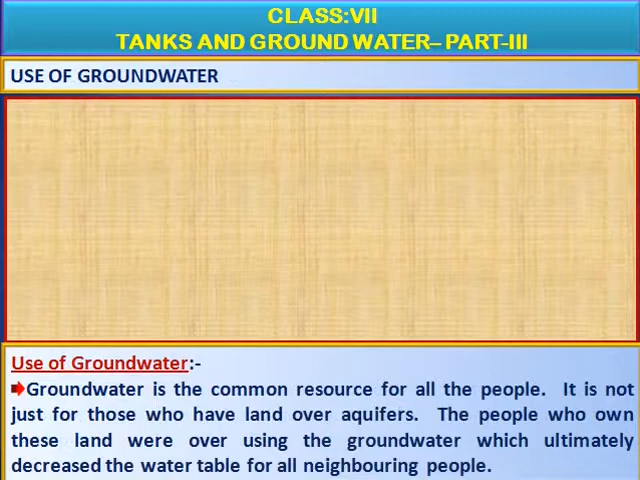 CLASS:VII
TANKS AND GROUND WATER– PART-III
USE OF GROUNDWATER
Use of Groundwater:-
Groundwater is the common resource for all the people. It is not
just for those who have land over aquifers. The people who own
these land were over using the groundwater which ultimately
decreased the water table for all neighbouring people.